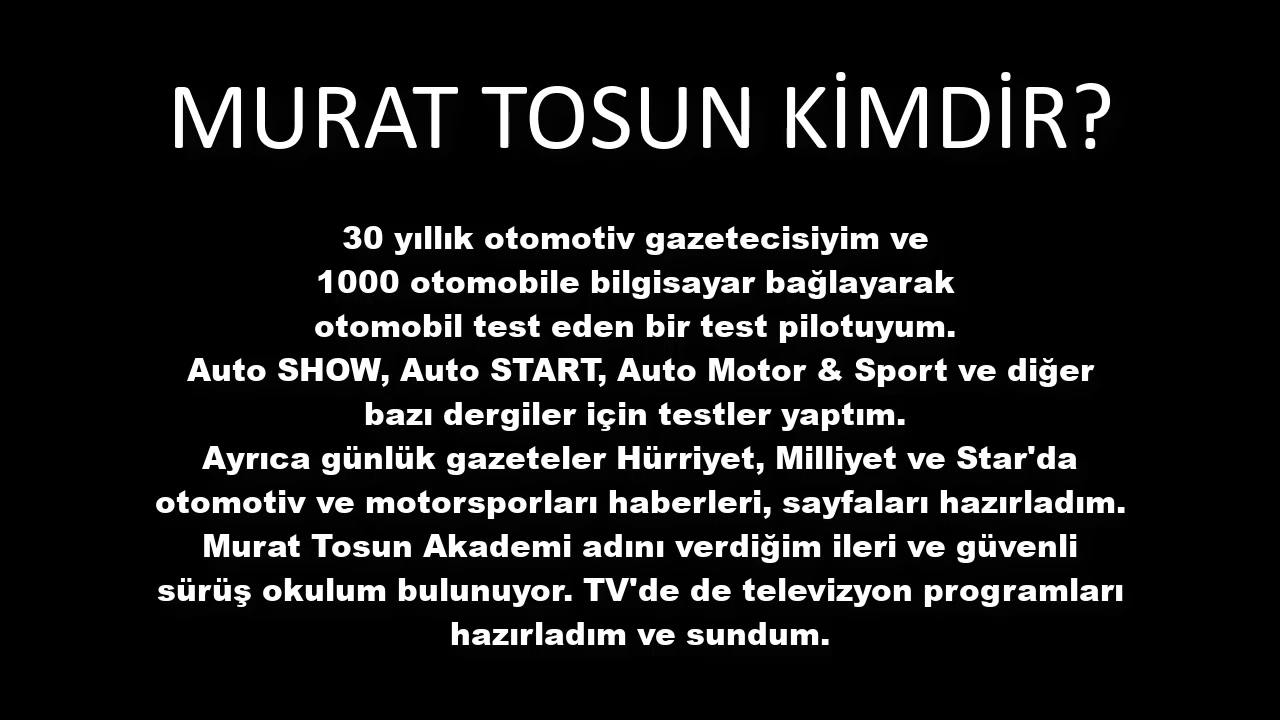 MURAT TOSUN KİMDİR?
30 yıllık otomotiv gazetecisiyim ve
1000 otomobile bilgisayar bağlayarak
otomobil test eden bir test pilotuyum.
Auto SHOW, Auto START, Auto Motor & Sport ve diğer
bazı dergiler için testler yaptım.
Ayrıca günlük gazeteler Hürriyet, Milliyet ve Star'da
otomotiv ve motorsporları haberleri, sayfaları hazırladım.
Murat Tosun Akademi adını verdiğim ileri ve güvenli
sürüş okulum bulunuyor. TV'de de televizyon programları
hazırladım ve sundum.